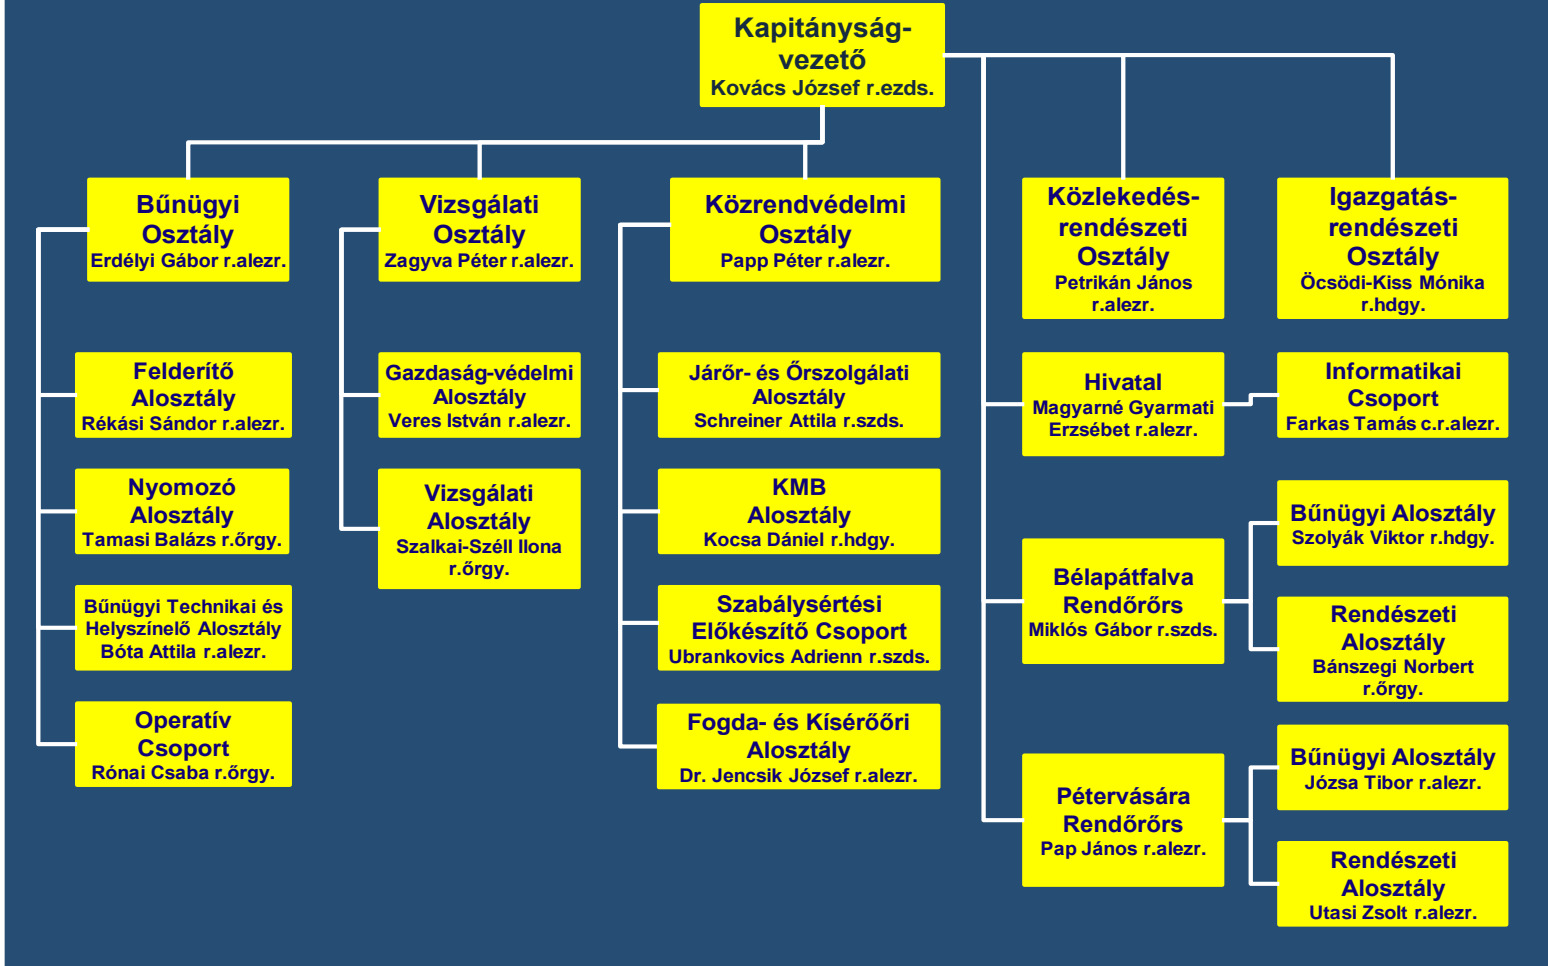 Kapitányság-
vezető
Kovács József r.ezds.
Bűnügyi
Osztály
Erdélyi Gábor r.alezr.
Vizsgálati
Osztály
Zagyva Péter r.alezr.
Közrendvédelmi
Osztály
Papp Péter r.alezr.
Közlekedés-
rendészeti
Osztály
Petrikán János
r.alezr.
Igazgatás-
rendészeti
Osztály
Öcsödi-Kiss Mónika
r.hdgy.
Felderítő
Alosztály
Rékási Sándor r.alezr.
Gazdaság-védelmi
Alosztály
Veres István r.alezr.
Járőr- és Őrszolgálati
Alosztály
Schreiner Attila r.szds.
Hivatal
Magyarné Gyarmati
Erzsébet r.alezr.
Informatikai
Csoport
Farkas Tamás c.r.alezr.
Nyomozó
Alosztály
Tamasi Balázs r.őrgy.
Vizsgálati
Alosztály
Szalkai-Széll Ilona
r.őrgy.
KMB
Alosztály
Kocsa Dániel r.hdgy.
Bűnügyi Alosztály
Szolyák Viktor r.hdgy.
Bélapátfalva
Rendőrőrs
Miklós Gábor r.szds.
Bűnügyi Technikai és
Helyszínelő Alosztály
Bóta Attila r.alezr.
Szabálysértési
Előkészítő Csoport
Ubrankovics Adrienn r.szds.
Rendészeti
Alosztály
Bánszegi Norbert
r.őrgy.
Operatív
Csoport
Rónai Csaba r.őrgy.
Fogda- és Kísérőőri
Alosztály
Dr. Jencsik József r.alezr.
Bűnügyi Alosztály
Józsa Tibor r.alezr.
Pétervására
Rendőrőrs
Pap János r.alezr.
Rendészeti
Alosztály
Utasi Zsolt r.alezr.